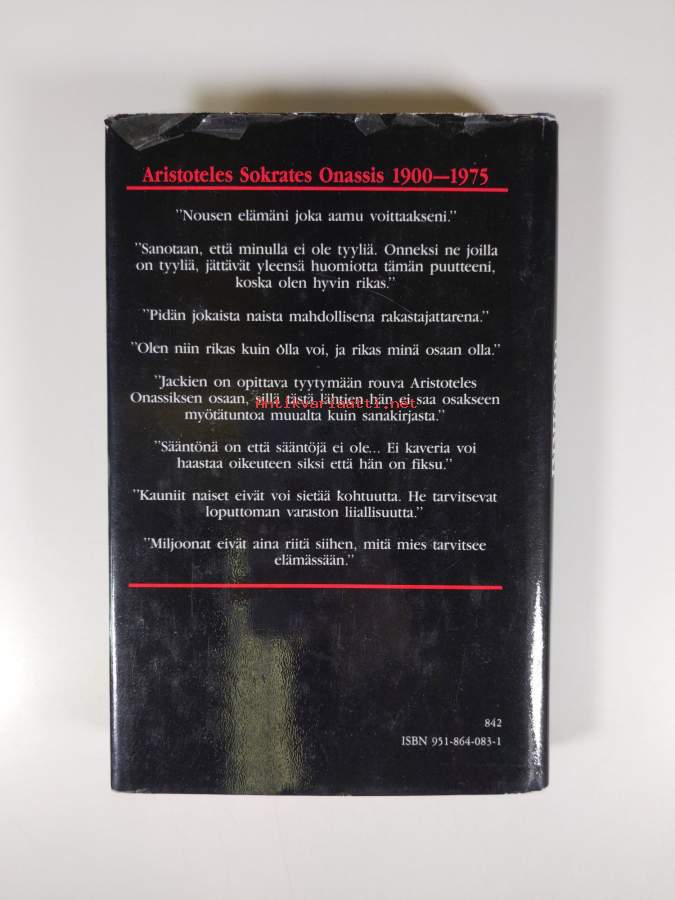 Aristoteles Sokrates Onassis 1900—1975
”Nousen elämäni joka aamu voittaakseni.”
”Sanotaan, että minulla ei ole tyyliä. Onneksi ne joilla
on tyyliä, jättävät yleensä huomiotta tämän puutteeni,
koska olen hyvin rikas.”
”Pidän jokaista naista mahdollisena rakastajattarena.”
”Olen niin rikas kuin olla voi, ja rikas minä osaan olla.”
”Jackien on opittava tyytymään rouva Aristoteles
Onassiksen osaan, sillä tästä lähtien hän ei saa osakseen
antikvariaatti.net
myötätuntoa muualta kuin sanakirjasta.”
”Sääntönä on että sääntöjä ei ole... Ei kaveria voi
haastaa oikeuteen siksi että hän on fiksu.”
”Kauniit naiset eivät voi sietää kohtuutta. He tarvitsevat
loputtoman varaston liiallisuutta.”
”Miljoonat eivät aina riitä siihen, mitä mies tarvitsee
elämässään.”
842
ISBN 951-864-083-1